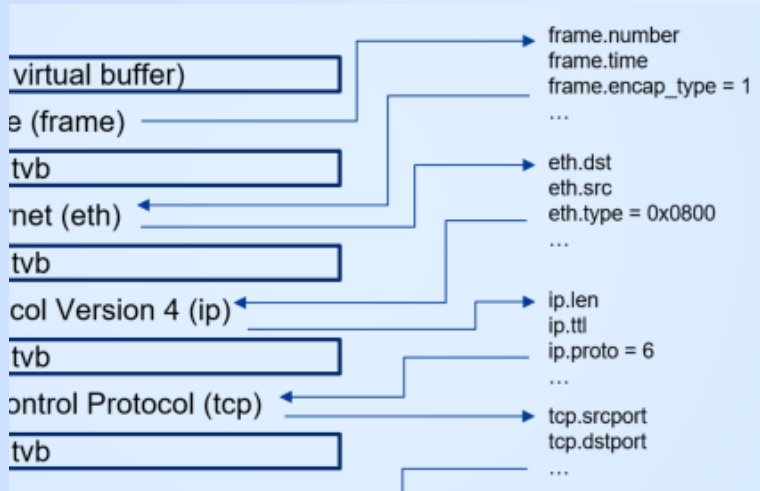 virtual buffer)
e (frame)
tvb
rnet (eth)
tvb
col Version 4 (ip)
tvb
ontrol Protocol (tcp)
tvb
frame.number
frame.time
frame.encap_type = 1
…
eth.dst
eth.src
eth.type = 0x0800
…
ip.len
ip.ttl
ip.proto = 6
…
tcp.srcport
tcp.dstport
…